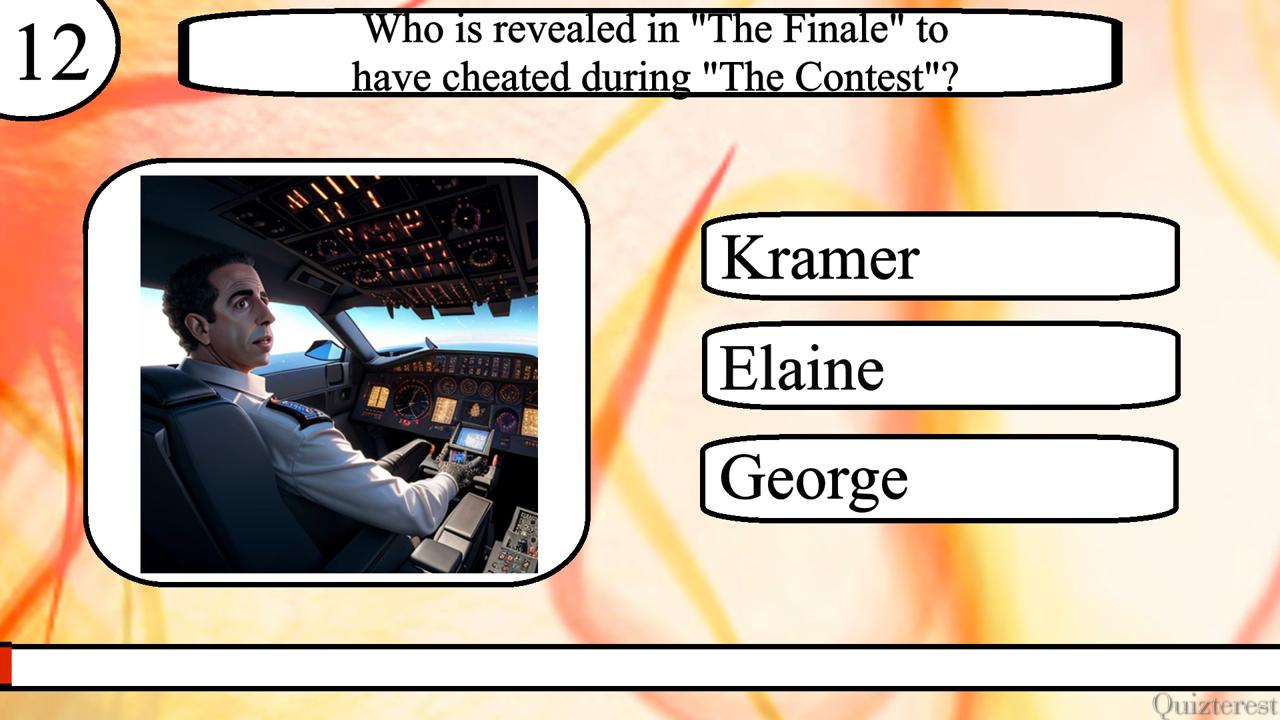 12
Who is revealed in "The Finale" to
have cheated during "The Contest"?
Kramer
Elaine
George
Quizterest